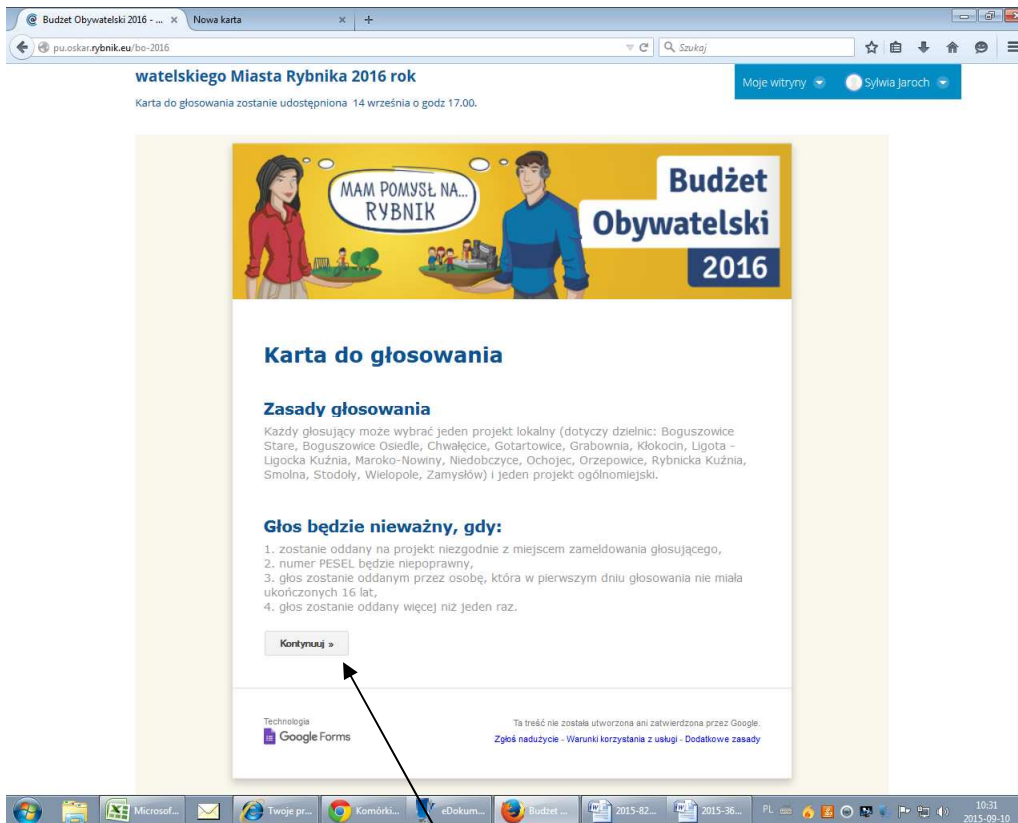 Budżet Obywatelski 2016 - ... ×
Nowa karta × +
pu.oskar.rybnik.eu/bo-2016
Szukaj
watelskiego Miasta Rybnika 2016 rok
Moje witryny
Sylwia Jaroch
Karta do głosowania zostanie udostępniona 14 września o godz 17.00.
MAM POMYSŁ NA...
RYBNIK
Budżet
Obywatelski
2016
Karta do głosowania
Zasady głosowania
Każdy głosujący może wybrać jeden projekt lokalny (dotyczy dzielnic: Boguszowice
Stare, Boguszowice Osiedle, Chwałęcice, Gotartowice, Grabownia, Kłokocin, Ligota -
Ligocka Kuźnia, Maroko-Nowiny, Niedobczyce, Ochojec, Orzepowice, Rybnicka Kuźnia,
Smolna, Stodoły, Wielopole, Zamysłów) i jeden projekt ogólnomiejski.
Głos będzie nieważny, gdy:
1. zostanie oddany na projekt niezgodnie z miejscem zameldowania głosującego,
2. numer PESEL będzie niepoprawny,
3. głos zostanie oddanym przez osobę, która w pierwszym dniu głosowania nie miała
ukończonych 16 lat,
4. głos zostanie oddany więcej niż jeden raz.
Kontynuuj »
Technologia
Google Forms
Ta treść nie została utworzona ani zatwierdzona przez Google.
Zgłoś nadużycie - Warunki korzystania z usługi - Dodatkowe zasady
Microsof...
Twoje pr...
Komórki...
eDokum...
Budżet ...
2015-82...
2015-36...
PL
10:31
2015-09-10